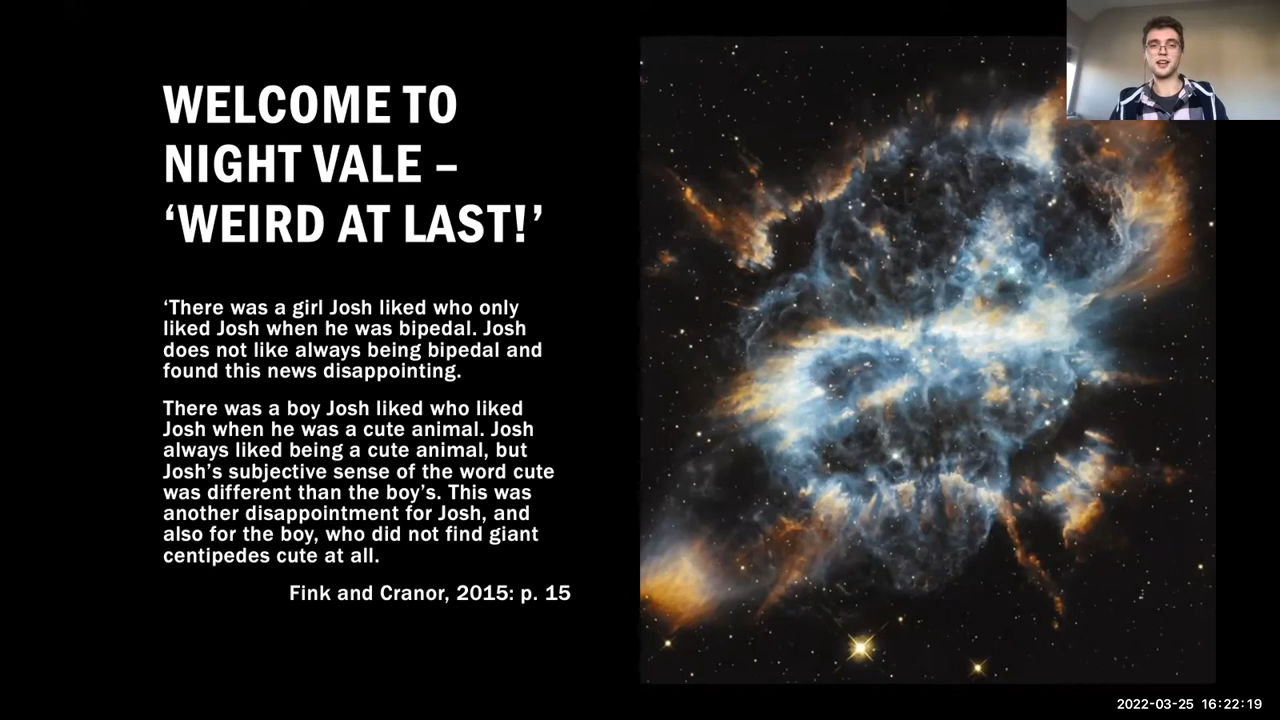 WELCOME TO
NIGHT VALE –
‘WEIRD AT LAST!’
‘There was a girl Josh liked who only
liked Josh when he was bipedal. Josh
does not like always being bipedal and
found this news disappointing.
There was a boy Josh liked who liked
Josh when he was a cute animal. Josh
always liked being a cute animal, but
Josh’s subjective sense of the word cute
was different than the boy’s. This was
another disappointment for Josh, and
also for the boy, who did not find giant
centipedes cute at all.
Fink and Cranor, 2015: p. 15
2022-03-25 16:22:19